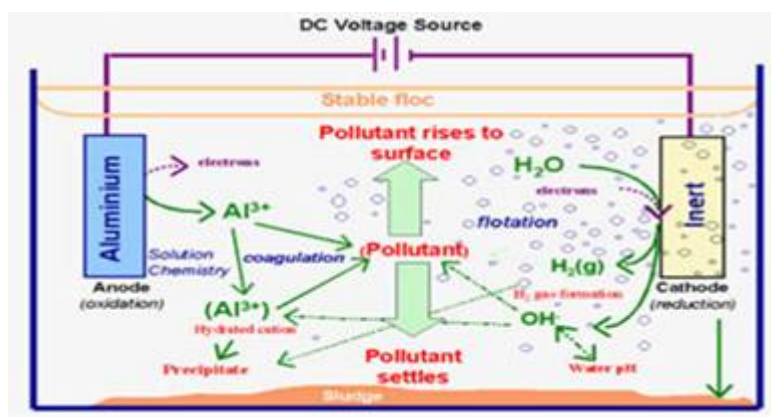 DC Voltage Source
Stable floc
Pollutant rises to
surface
Aluminium
electrons
Al³⁺
Solution
Chemistry
coagulation
(Pollutant)
flotation
H₂O
electrons
Inert
H₂(g)
H₂ gas formation
Anode
(oxidation)
Cathode
(reduction)
(Al³⁺)
Hydrated cation
OH
Precipitate
Pollutant
settles
Water pH
Sludge